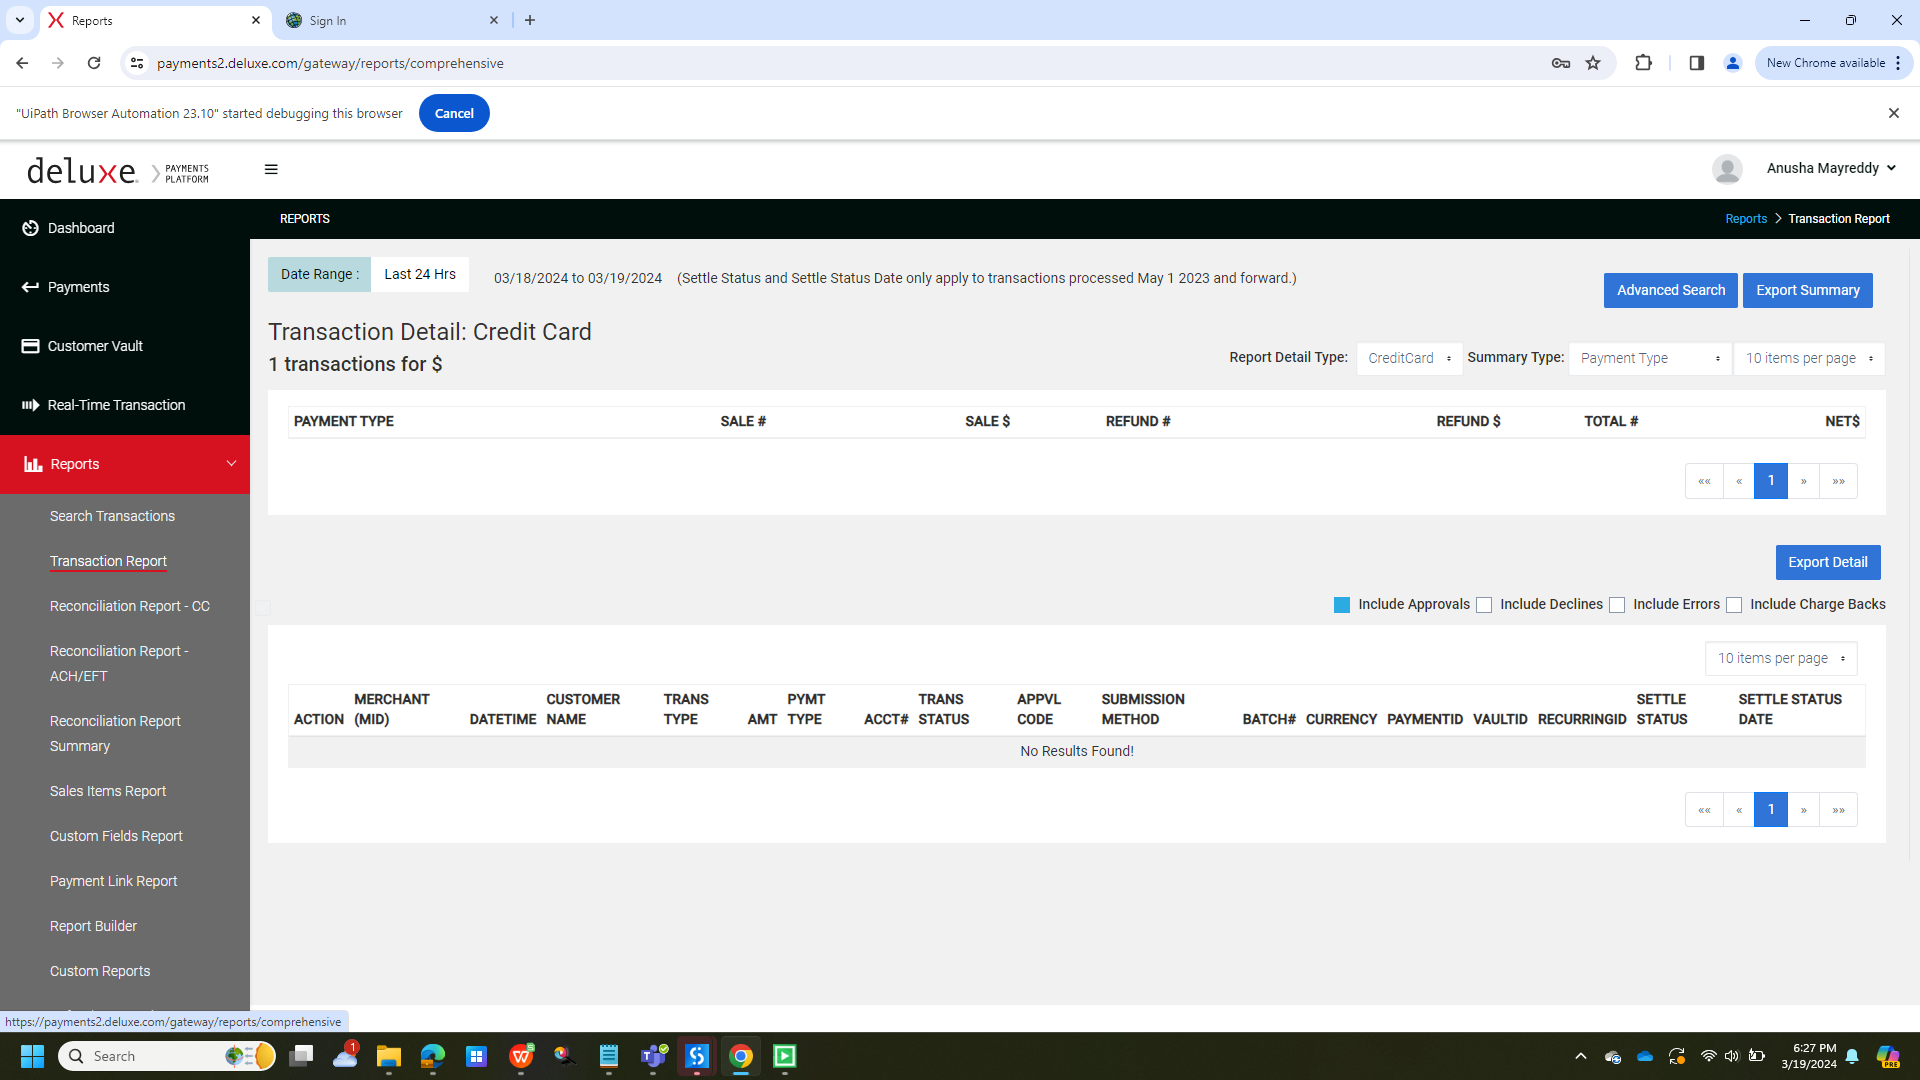 Reports
Sign In
payments2.deluxe.com/gateway/reports/comprehensive
New Chrome available
"UiPath Browser Automation 23.10" started debugging this browser
Cancel
deluxe. PAYMENTS PLATFORM
Anusha Mayreddy
Dashboard
Payments
Customer Vault
Real-Time Transaction
Reports
Search Transactions
Transaction Report
Reconciliation Report - CC
Reconciliation Report -
ACH/EFT
Reconciliation Report
Summary
Sales Items Report
Custom Fields Report
Payment Link Report
Report Builder
Custom Reports
https://payments2.deluxe.com/gateway/reports/comprehensive
REPORTS
Reports > Transaction Report
Date Range : Last 24 Hrs 03/18/2024 to 03/19/2024 (Settle Status and Settle Status Date only apply to transactions processed May 1 2023 and forward.)
Advanced Search Export Summary
Transaction Detail: Credit Card
1 transactions for $
Report Detail Type: CreditCard Summary Type: Payment Type 10 items per page
PAYMENT TYPE SALE # SALE $ REFUND # REFUND $ TOTAL # NET$
«« « 1 » »»
Export Detail
Include Approvals Include Declines Include Errors Include Charge Backs
10 items per page
ACTION MERCHANT (MID) DATETIME CUSTOMER NAME TRANS TYPE AMT PYMT TYPE ACCT# TRANS STATUS APPVL CODE SUBMISSION METHOD BATCH# CURRENCY PAYMENTID VAULTID RECURRINGID SETTLE STATUS SETTLE STATUS DATE
No Results Found!
«« « 1 » »»
Search
1
6:27 PM
3/19/2024
PRE